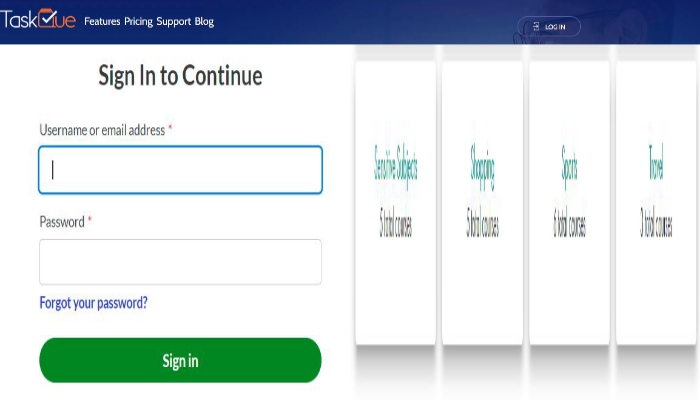 TaskQue Features Pricing Support Blog
LOG IN
Sign In to Continue
Username or email address *
Password *
Forgot your password?
Sign in
Sensitive Subjects
5 total courses
Shopping
5 total courses
Sports
6 total courses
Travel
3 total courses